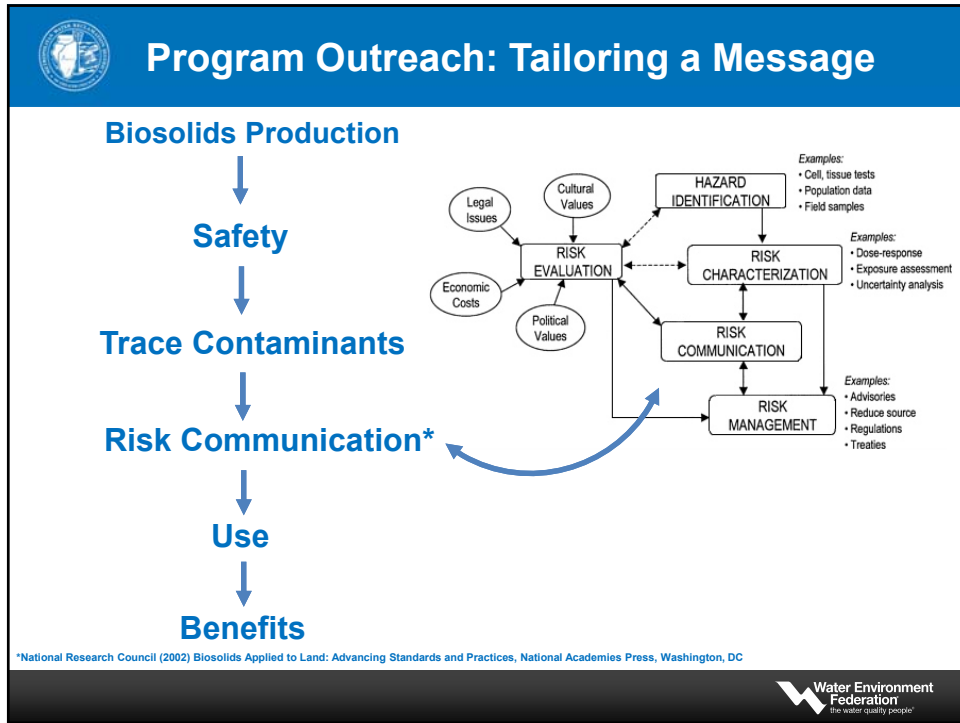 Program Outreach: Tailoring a Message
Biosolids Production
Safety
Trace Contaminants
Risk Communication*
Use
Benefits
Legal
Issues
Cultural
Values
Economic
Costs
Political
Values
RISK
EVALUATION
HAZARD
IDENTIFICATION
Examples:
• Cell, tissue tests
• Population data
• Field samples
RISK
CHARACTERIZATION
Examples:
• Dose-response
• Exposure assessment
• Uncertainty analysis
RISK
COMMUNICATION
RISK
MANAGEMENT
Examples:
• Advisories
• Reduce source
• Regulations
• Treaties
*National Research Council (2002) Biosolids Applied to Land: Advancing Standards and Practices, National Academies Press, Washington, DC
Water Environment
Federation
the water quality people®